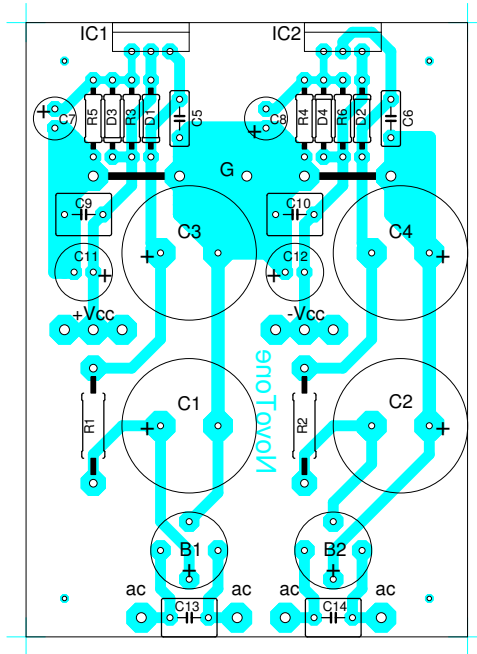 IC1 IC2
C7 R5 D3 R3 D1 C5 C8 R4 D4 R6 D2 C6
G
C9 C10
C3 C4
C11 C12
+Vcc -Vcc
NovoTone
C1 C2
R1 R2
B1 B2
ac ac ac ac
C13 C14